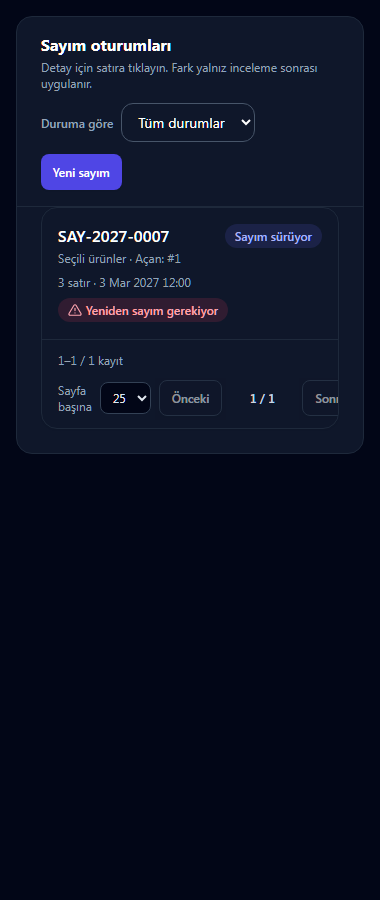 Sayım oturumları
Detay için satıra tıklayın. Fark yalnız inceleme sonrası
uygulanır.
Duruma göre
Tüm durumlar
Yeni sayım
SAY-2027-0007
Sayım sürüyor
Seçili ürünler · Açan: #1
3 satır · 3 Mar 2027 12:00
Yeniden sayım gerekiyor
1–1 / 1 kayıt
Sayfa
başına
25
Önceki
1 / 1